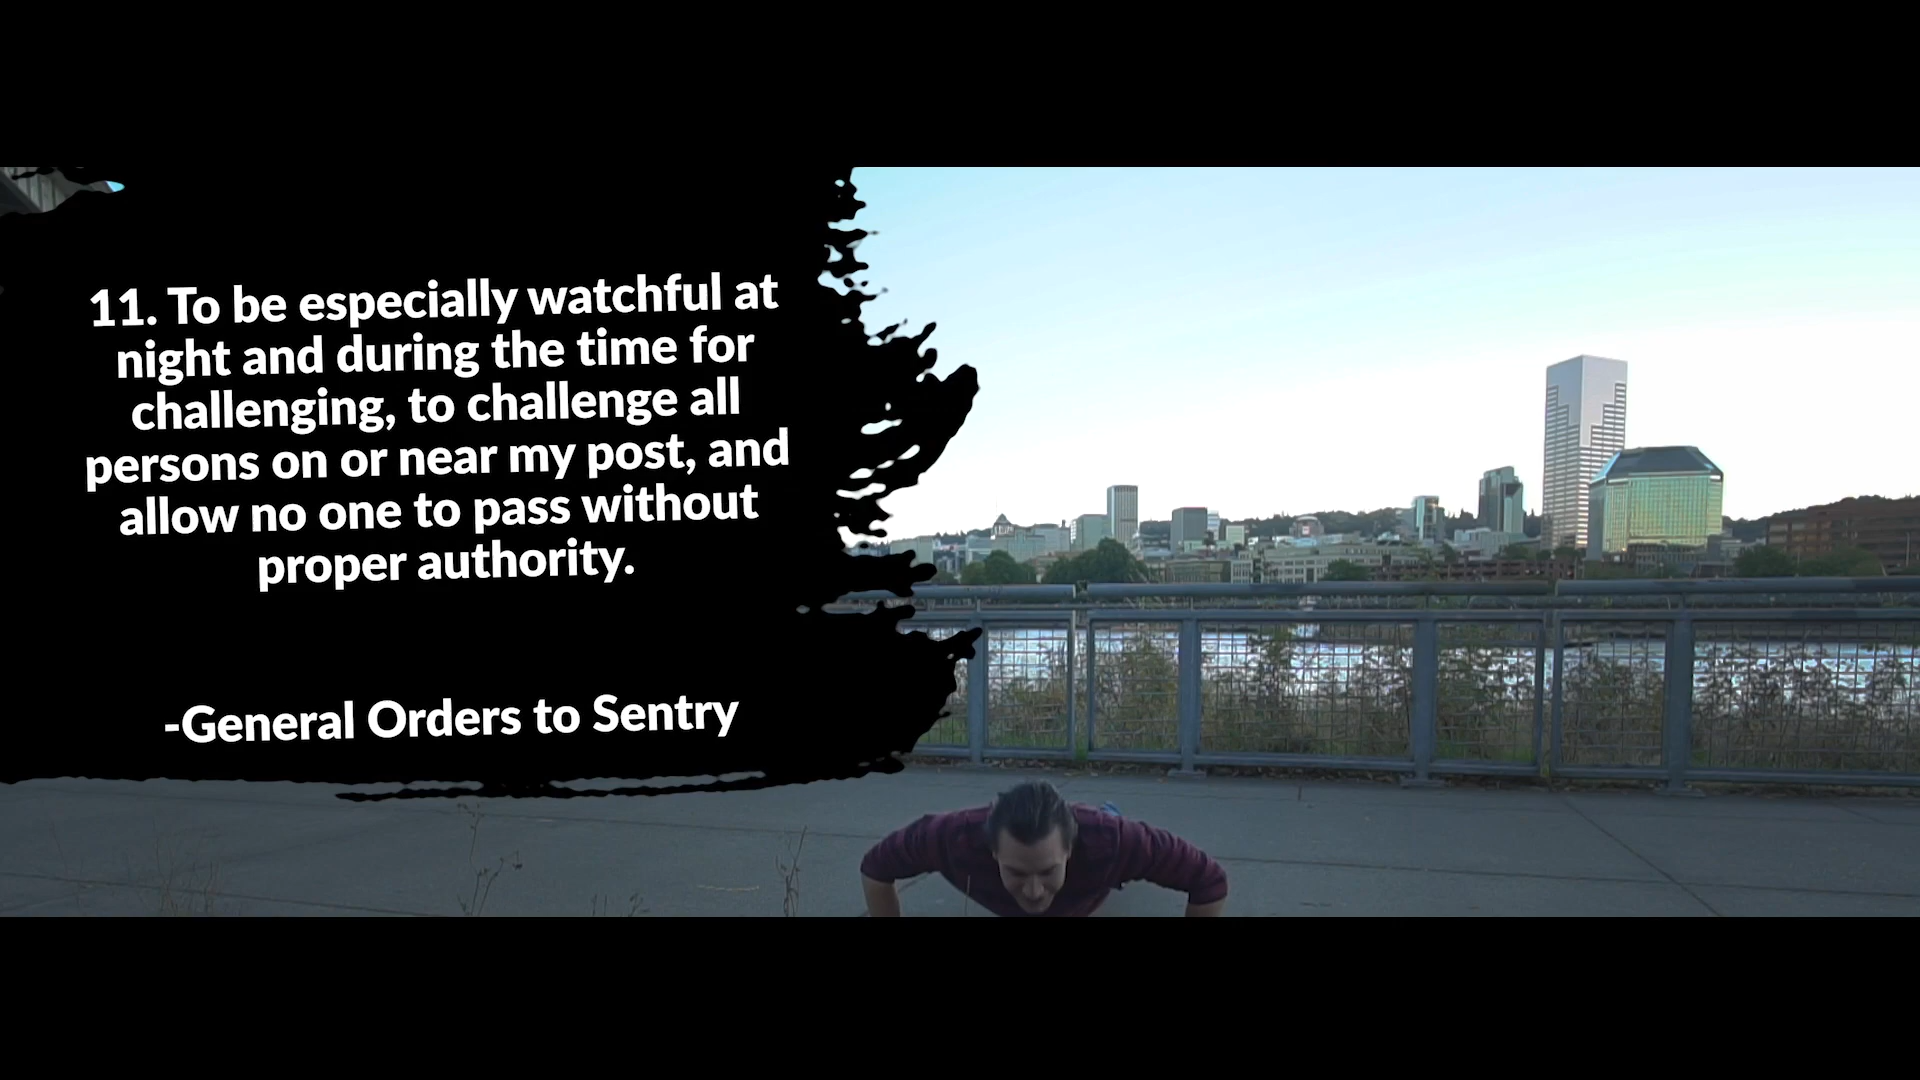 11. To be especially watchful at
night and during the time for
challenging, to challenge all
persons on or near my post, and
allow no one to pass without
proper authority.
-General Orders to Sentry